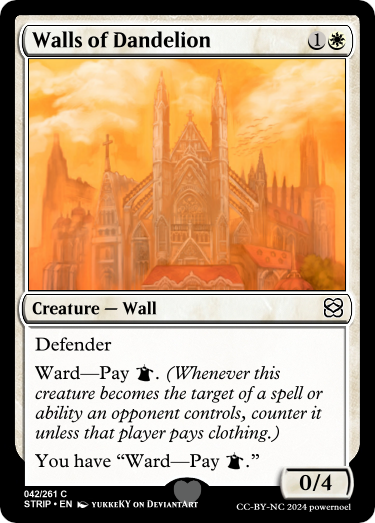 Walls of Dandelion 1
Creature — Wall
Defender
Ward—Pay . (Whenever this
creature becomes the target of a spell or
ability an opponent controls, counter it
unless that player pays clothing.)
You have “Ward—Pay .”
0/4
042/261 C
STRIP • EN yukkeKY on DeviantArt
CC-BY-NC 2024 powernoel